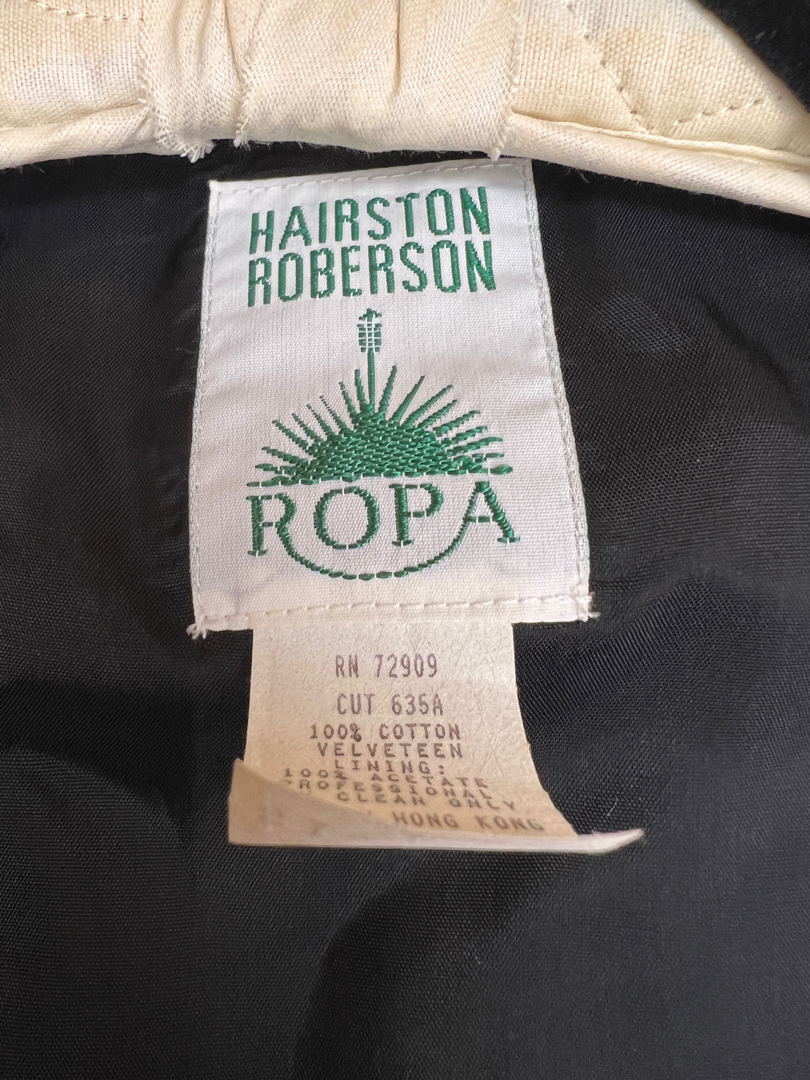 HAIRSTON
ROBERSON
ROPA
RN 72909
CUT 635A
100% COTTON
VELVETEEN
LINING:
100% ACETATE
PROFESSIONAL
CLEAN ONLY
HONG KONG